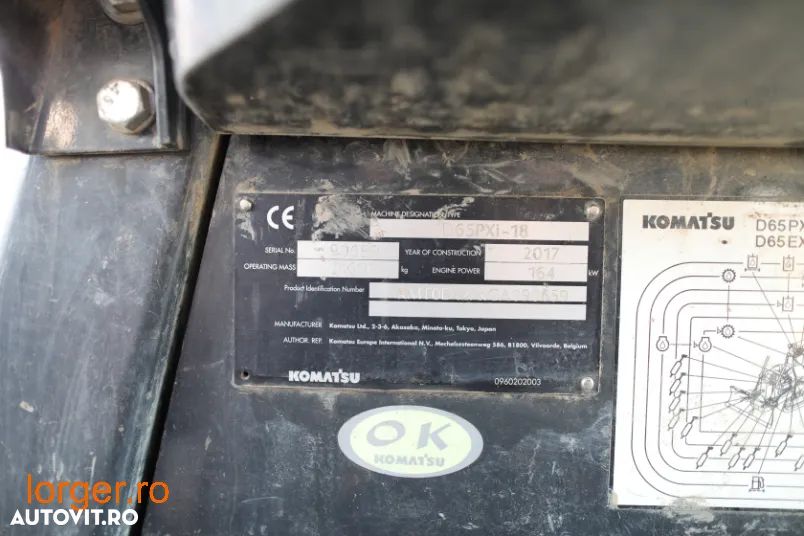 CE
MACHINE DESIGNATION TYPE
D65PXi-18
SERIAL No.
YEAR OF CONSTRUCTION 2017
OPERATING MASS kg ENGINE POWER 164 kW
Product Identification Number
MANUFACTURER Komatsu Ltd., 2-3-6, Akasaka, Minato-ku, Tokyo, Japan
AUTHOR. REP. Komatsu Europe International N.V., Mechelsesteenweg 586, B1800, Vilvoorde, Belgium
KOMATSU 0960202003
OK
KOMATSU
KOMATSU D65PX
D65EX
lorger.ro
AUTOVIT.RO